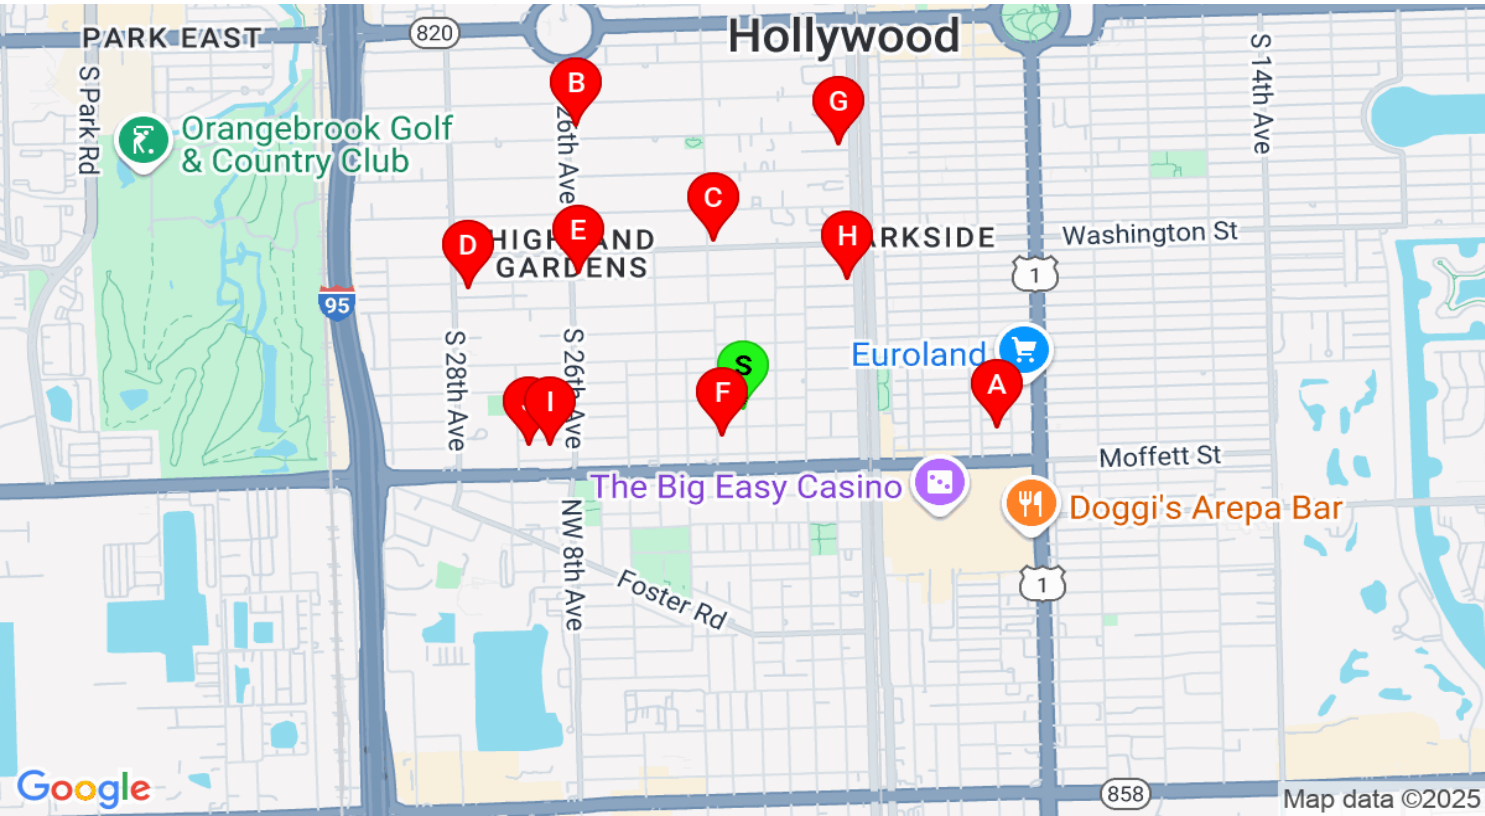 Hollywood
PARK EAST
820
S Park Rd
S 14th Ave
B
G
26th Ave
Orangebrook Golf
& Country Club
C
D
E
H
HIGHLAND
GARDENS
ARKSIDE
Washington St
1
95
S 28th Ave
S 26th Ave
S
F
Euroland
A
I
Moffett St
The Big Easy Casino
Doggi's Arepa Bar
NW 8th Ave
Foster Rd
1
Google
858
Map data ©2025